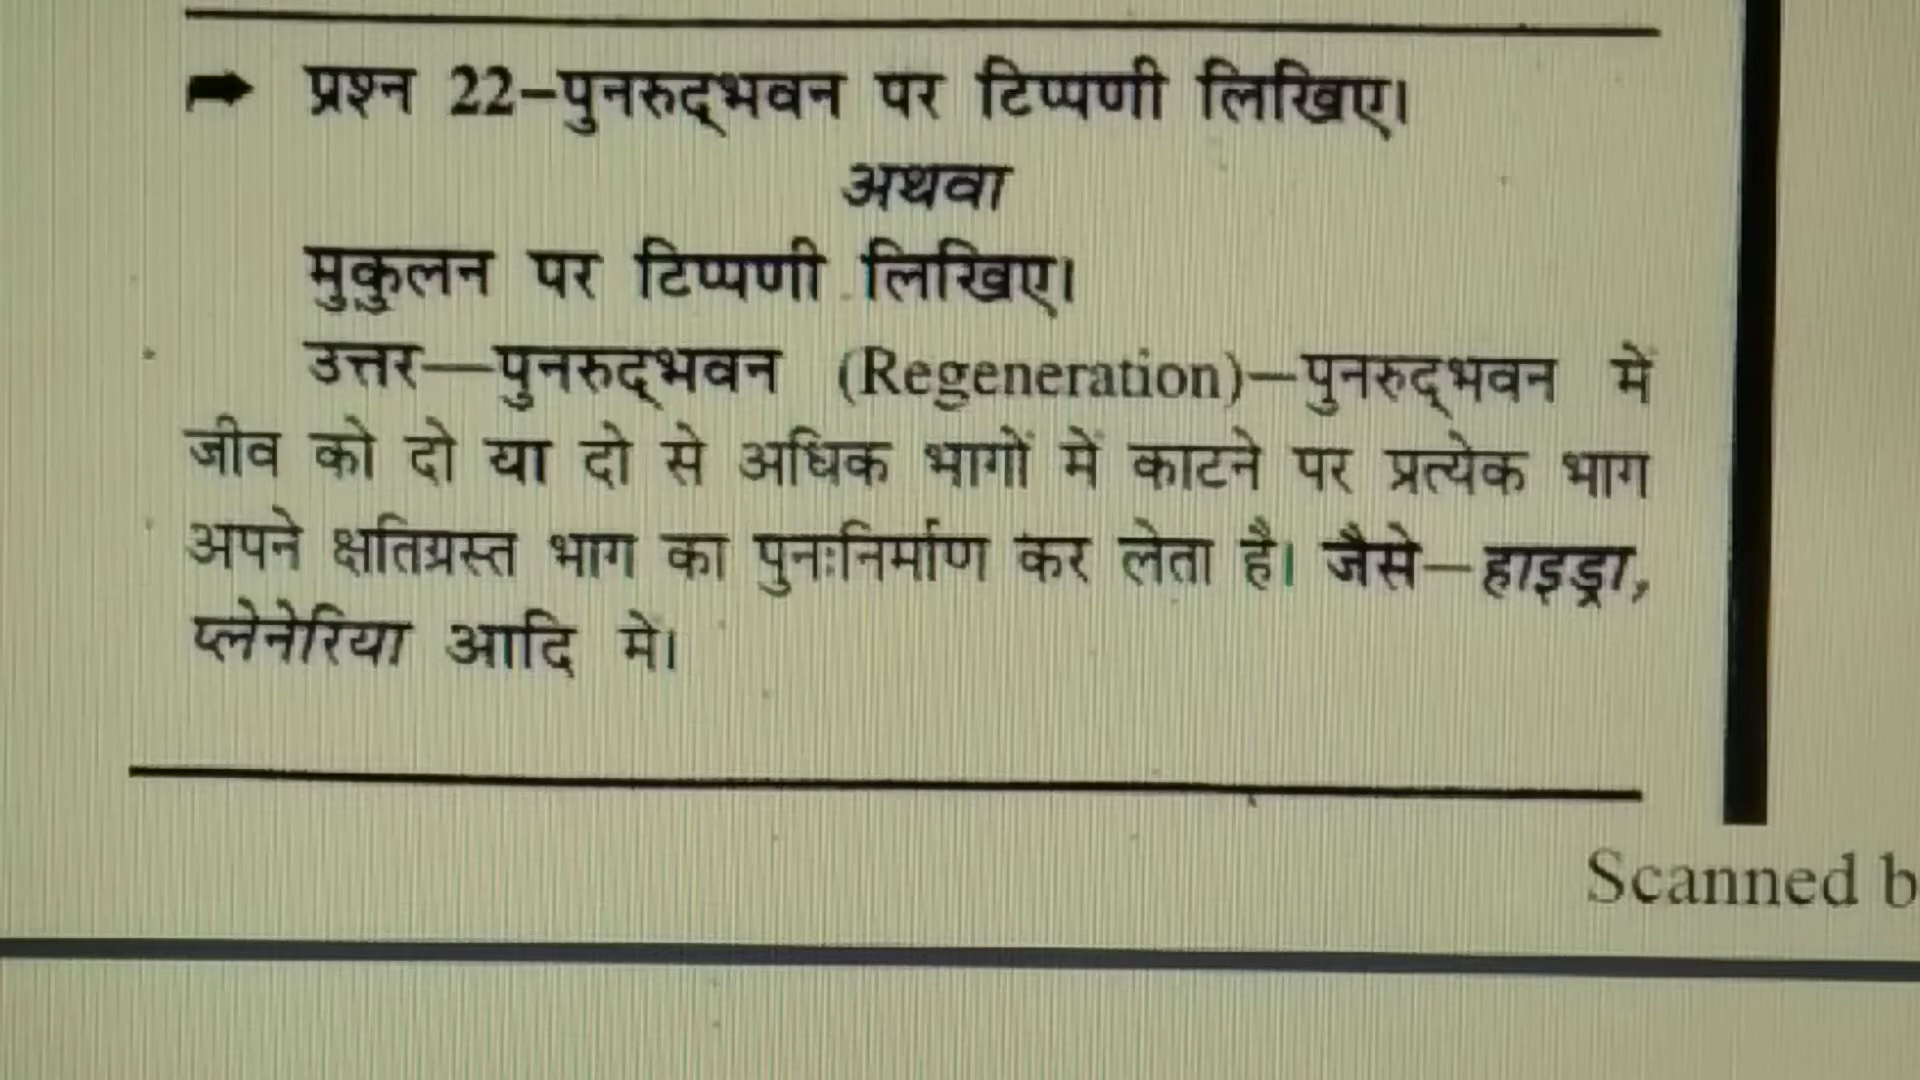 प्रश्न 22–पुनरुद्‌भवन पर टिप्पणी लिखिए।
अथवा
मुकुलन पर टिप्पणी लिखिए।
उत्तर—पुनरुद्‌भवन (Regeneration)—पुनरुद्‌भवन में
जीव को दो या दो से अधिक भागों में काटने पर प्रत्येक भाग
अपने क्षतिग्रस्त भाग का पुनःनिर्माण कर लेता है। जैसे—हाइड्रा,
प्लेनेरिया आदि मे।
Scanned b